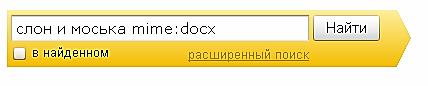 слон и моська mime:docx Найти
в найденном расширенный поиск